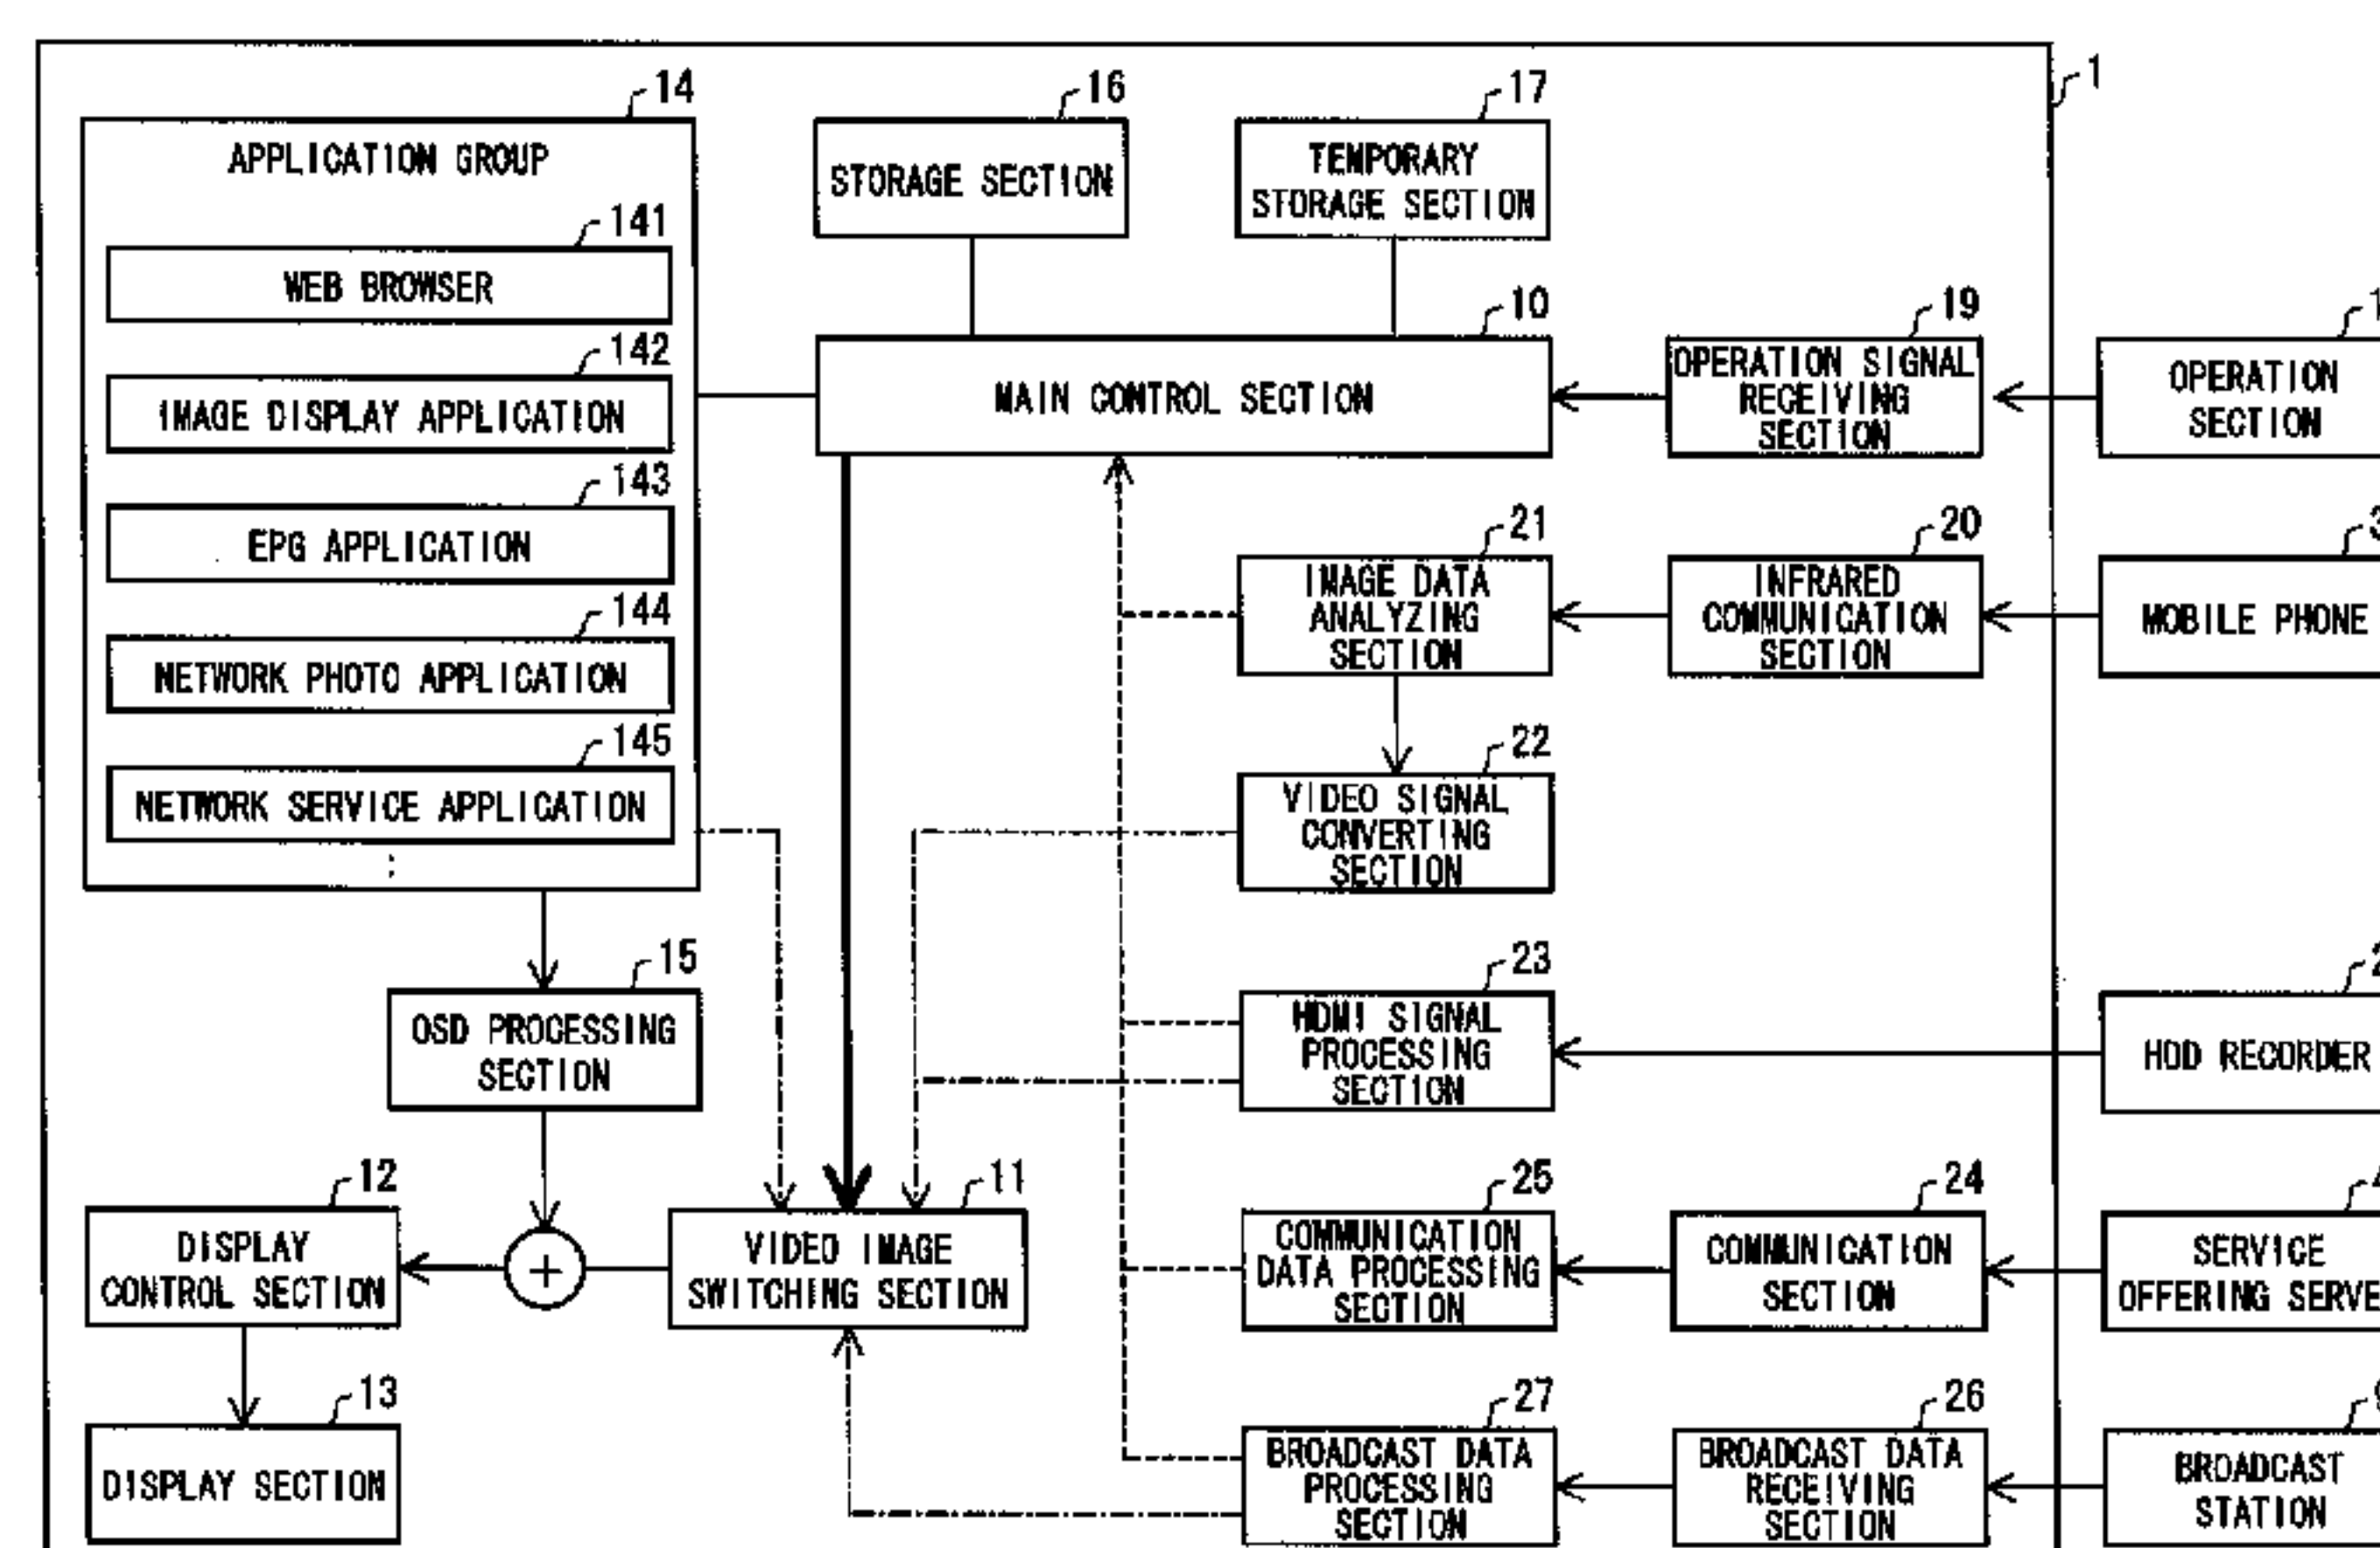 1
14
APPLICATION GROUP
141
WEB BROWSER
142
IMAGE DISPLAY APPLICATION
143
EPG APPLICATION
144
NETWORK PHOTO APPLICATION
145
NETWORK SERVICE APPLICATION
16
STORAGE SECTION
17
TEMPORARY
STORAGE SECTION
10
MAIN CONTROL SECTION
19
OPERATION SIGNAL
RECEIVING
SECTION
OPERATION
SECTION
21
IMAGE DATA
ANALYZING
SECTION
20
INFRARED
COMMUNICATION
SECTION
MOBILE PHONE
22
VIDEO SIGNAL
CONVERTING
SECTION
15
OSD PROCESSING
SECTION
23
HDMI SIGNAL
PROCESSING
SECTION
HDD RECORDER
12
DISPLAY
CONTROL SECTION
+
11
VIDEO IMAGE
SWITCHING SECTION
25
COMMUNICATION
DATA PROCESSING
SECTION
24
COMMUNICATION
SECTION
SERVICE
OFFERING SERVE
13
DISPLAY SECTION
27
BROADCAST DATA
PROCESSING
SECTION
26
BROADCAST DATA
RECEIVING
SECTION
BROADCAST
STATION